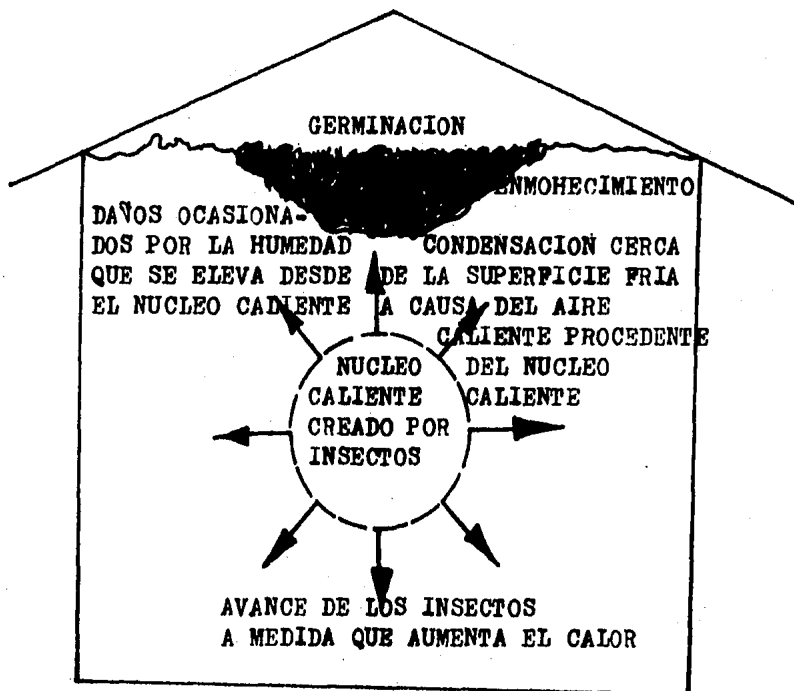 GERMINACION
ENMOHECIMIENTO
DAÑOS OCASIONA-
DOS POR LA HUMEDAD
QUE SE ELEVA DESDE
EL NUCLEO CALIENTE
CONDENSACION CERCA
DE LA SUPERFICIE FRIA
A CAUSA DEL AIRE
CALIENTE PROCEDENTE
DEL NUCLEO
CALIENTE
NUCLEO
CALIENTE
CREADO POR
INSECTOS
AVANCE DE LOS INSECTOS
A MEDIDA QUE AUMENTA EL CALOR